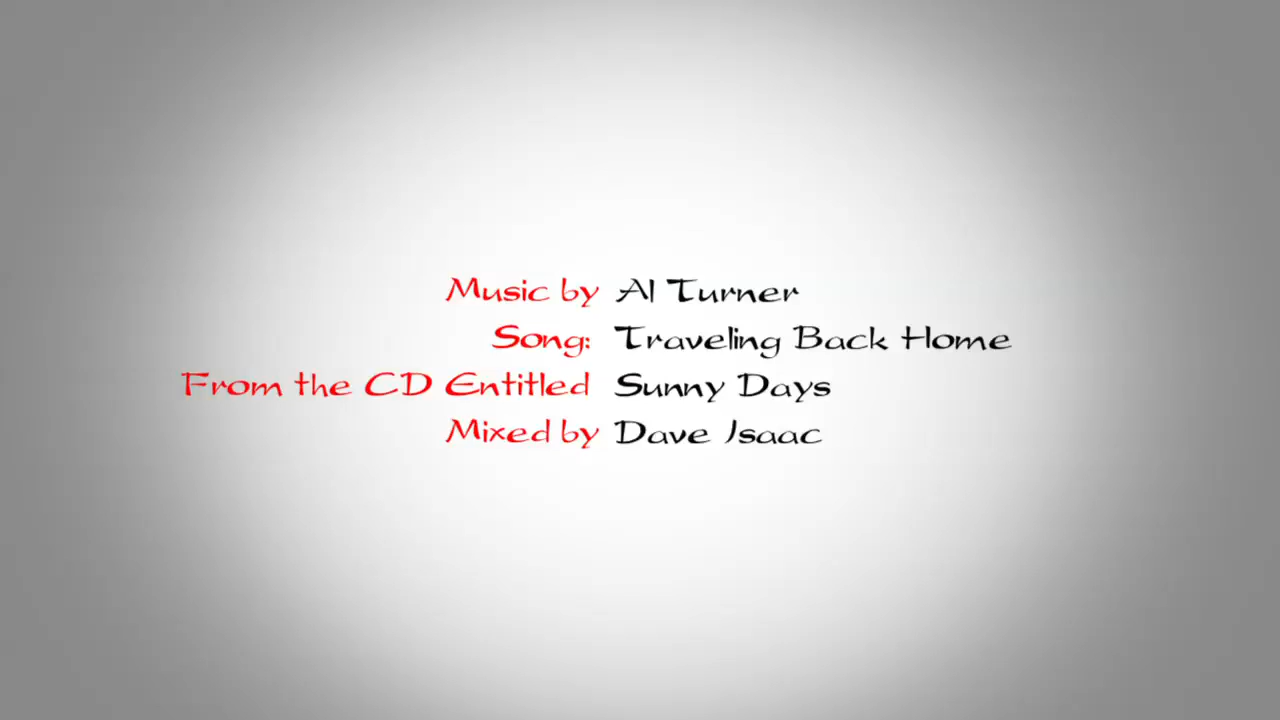 Music by Al Turner
Song: Traveling Back Home
From the CD Entitled Sunny Days
Mixed by Dave Isaac